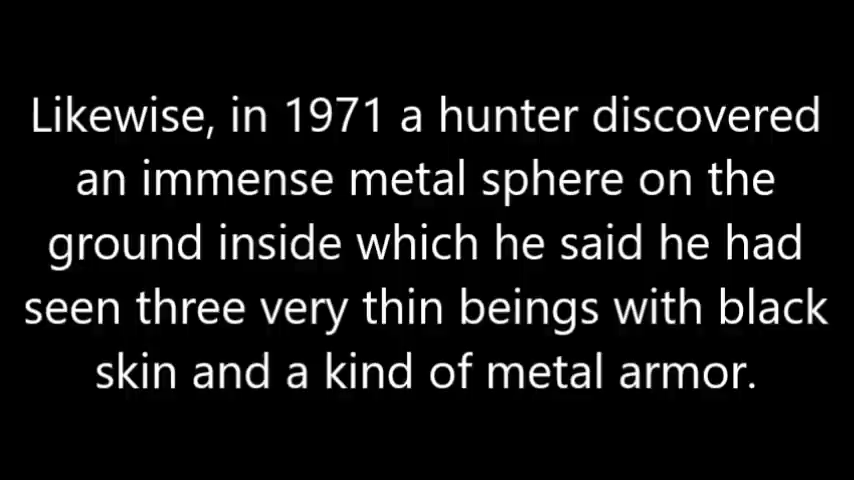 Likewise, in 1971 a hunter discovered
an immense metal sphere on the
ground inside which he said he had
seen three very thin beings with black
skin and a kind of metal armor.